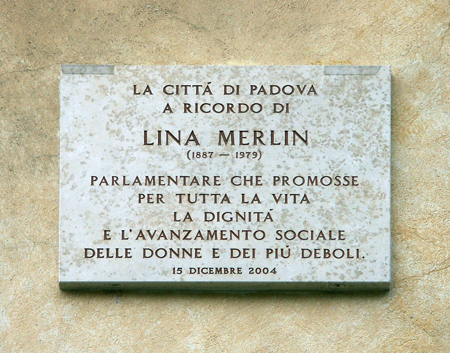 LA CITTÁ DI PADOVA
A RICORDO DI
LINA MERLIN
(1887 – 1979)
PARLAMENTARE CHE PROMOSSE
PER TUTTA LA VITA
LA DIGNITÁ
E L'AVANZAMENTO SOCIALE
DELLE DONNE E DEI PIÚ DEBOLI.
15 DICEMBRE 2004